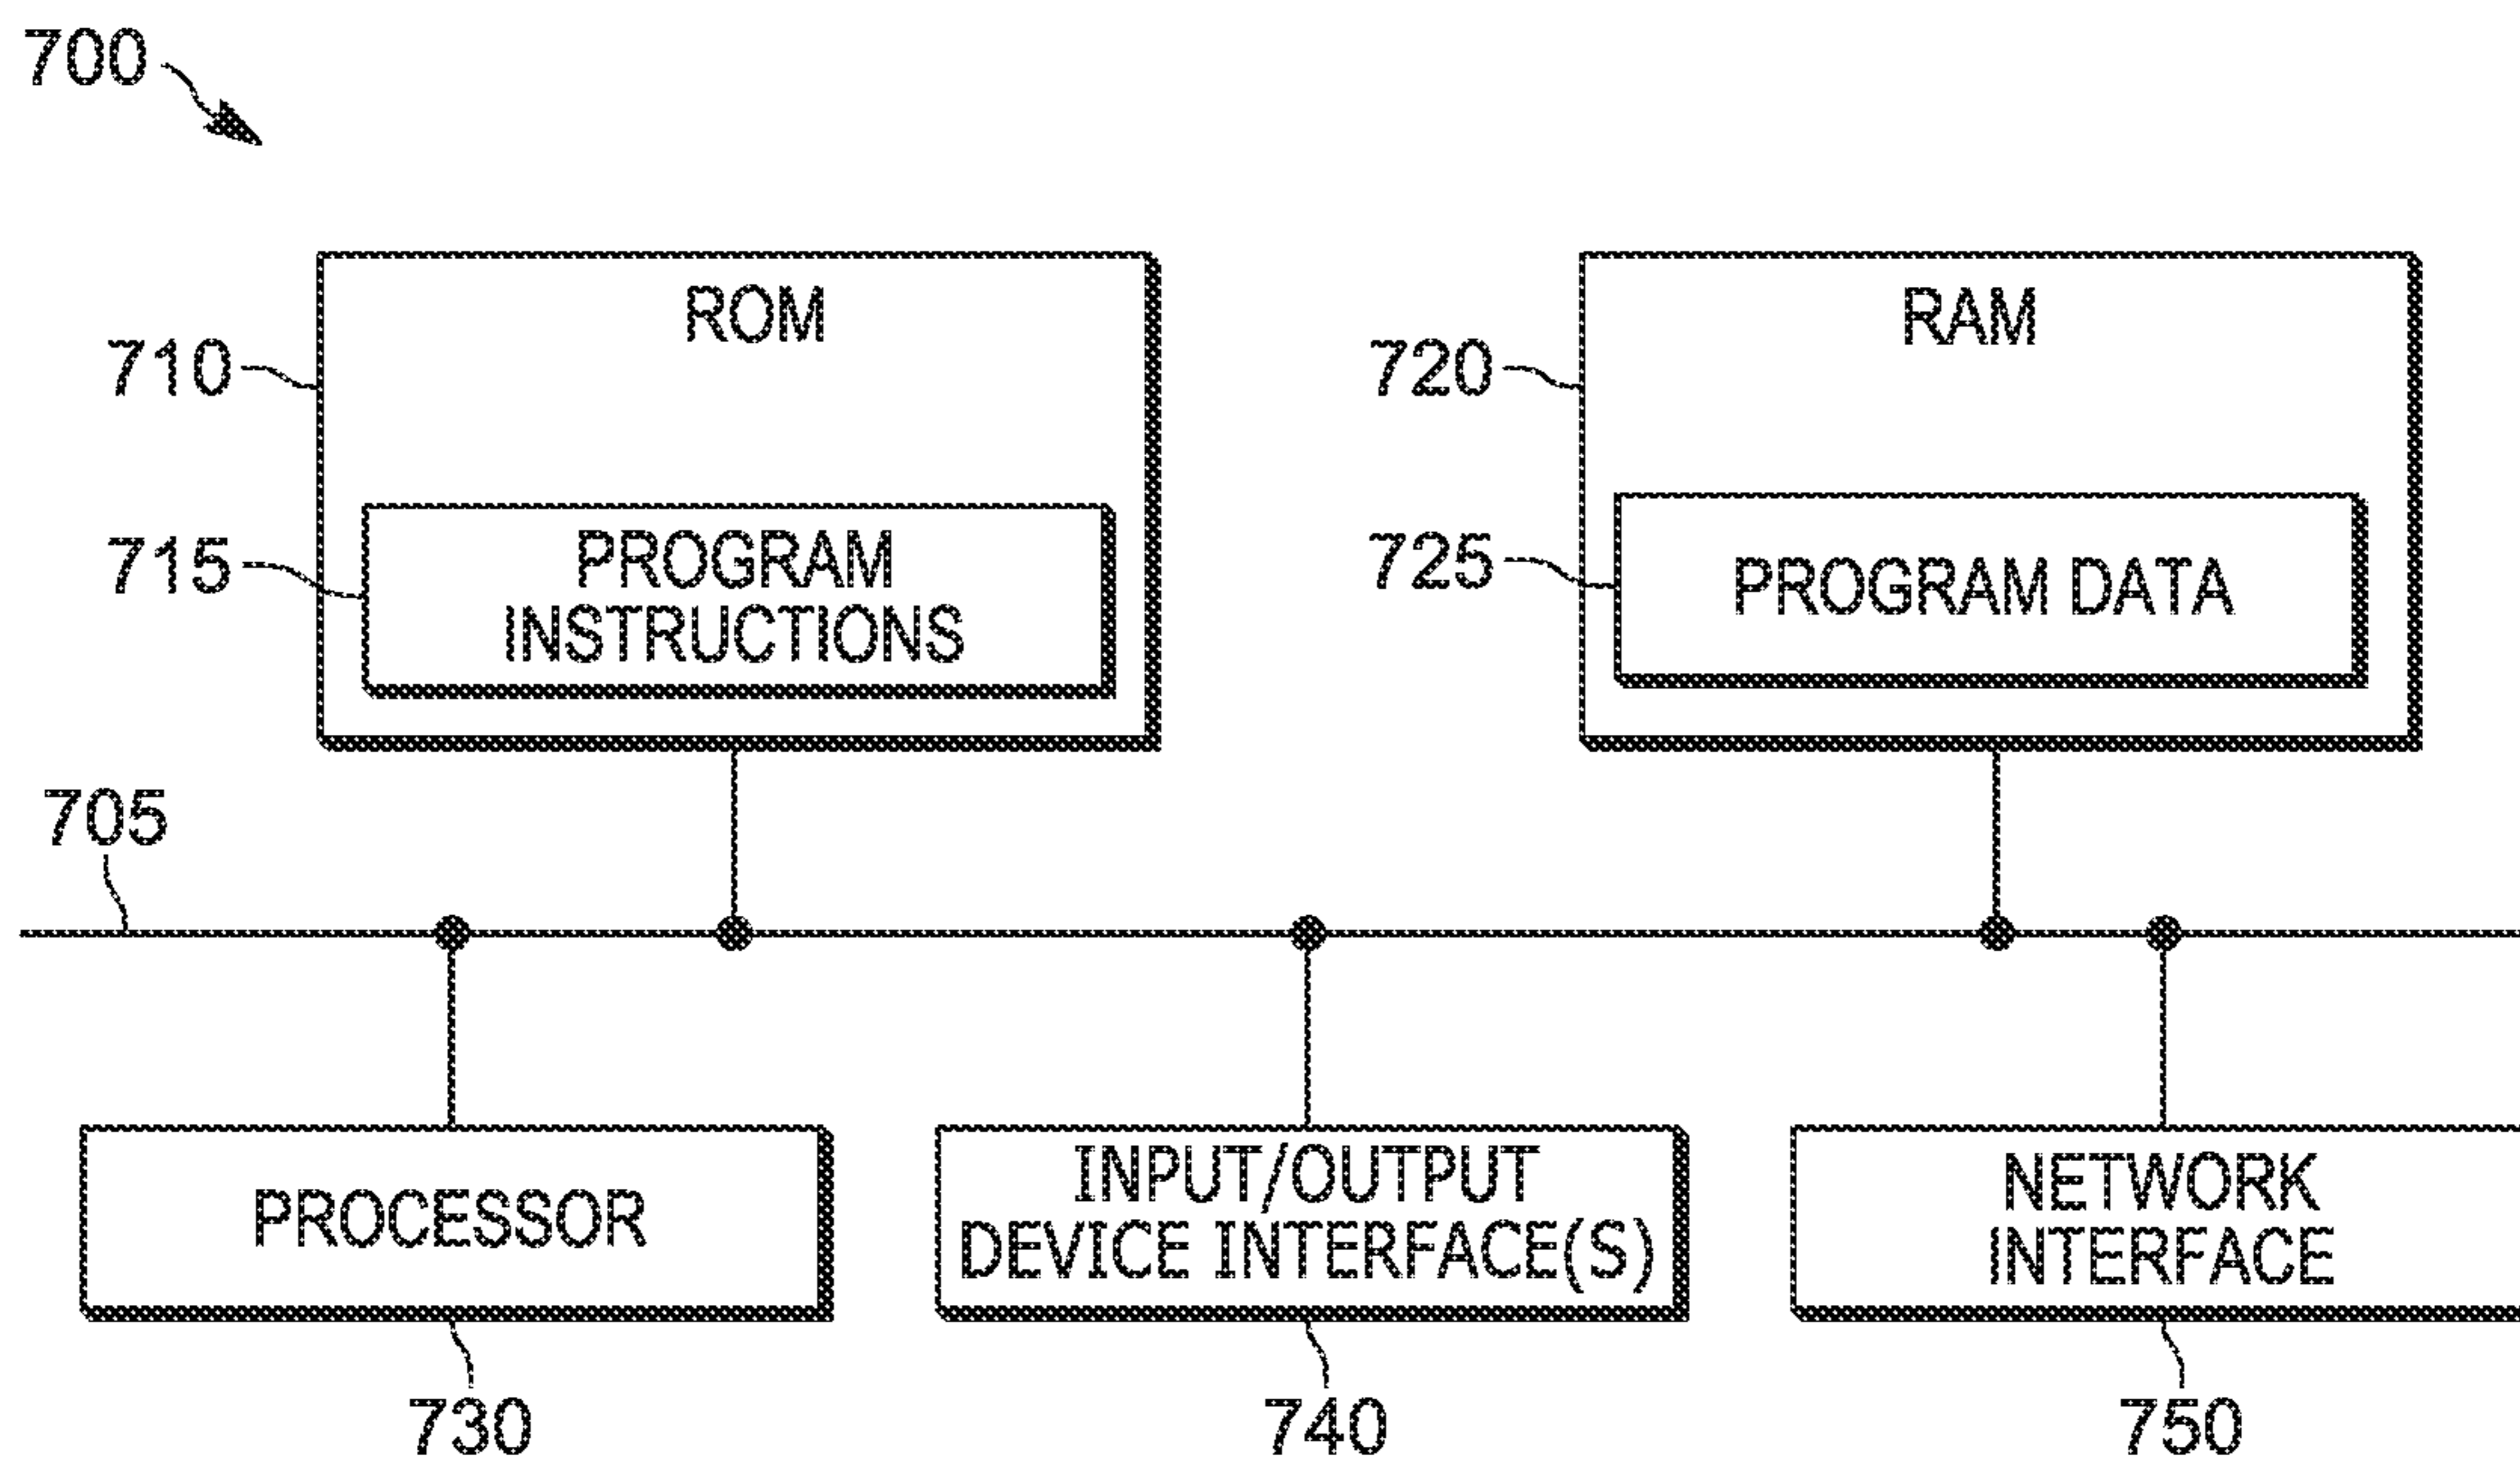 700
ROM
710
PROGRAM
INSTRUCTIONS
715
RAM
720
PROGRAM DATA
725
705
PROCESSOR
730
INPUT/OUTPUT
DEVICE INTERFACE(S)
740
NETWORK
INTERFACE
750